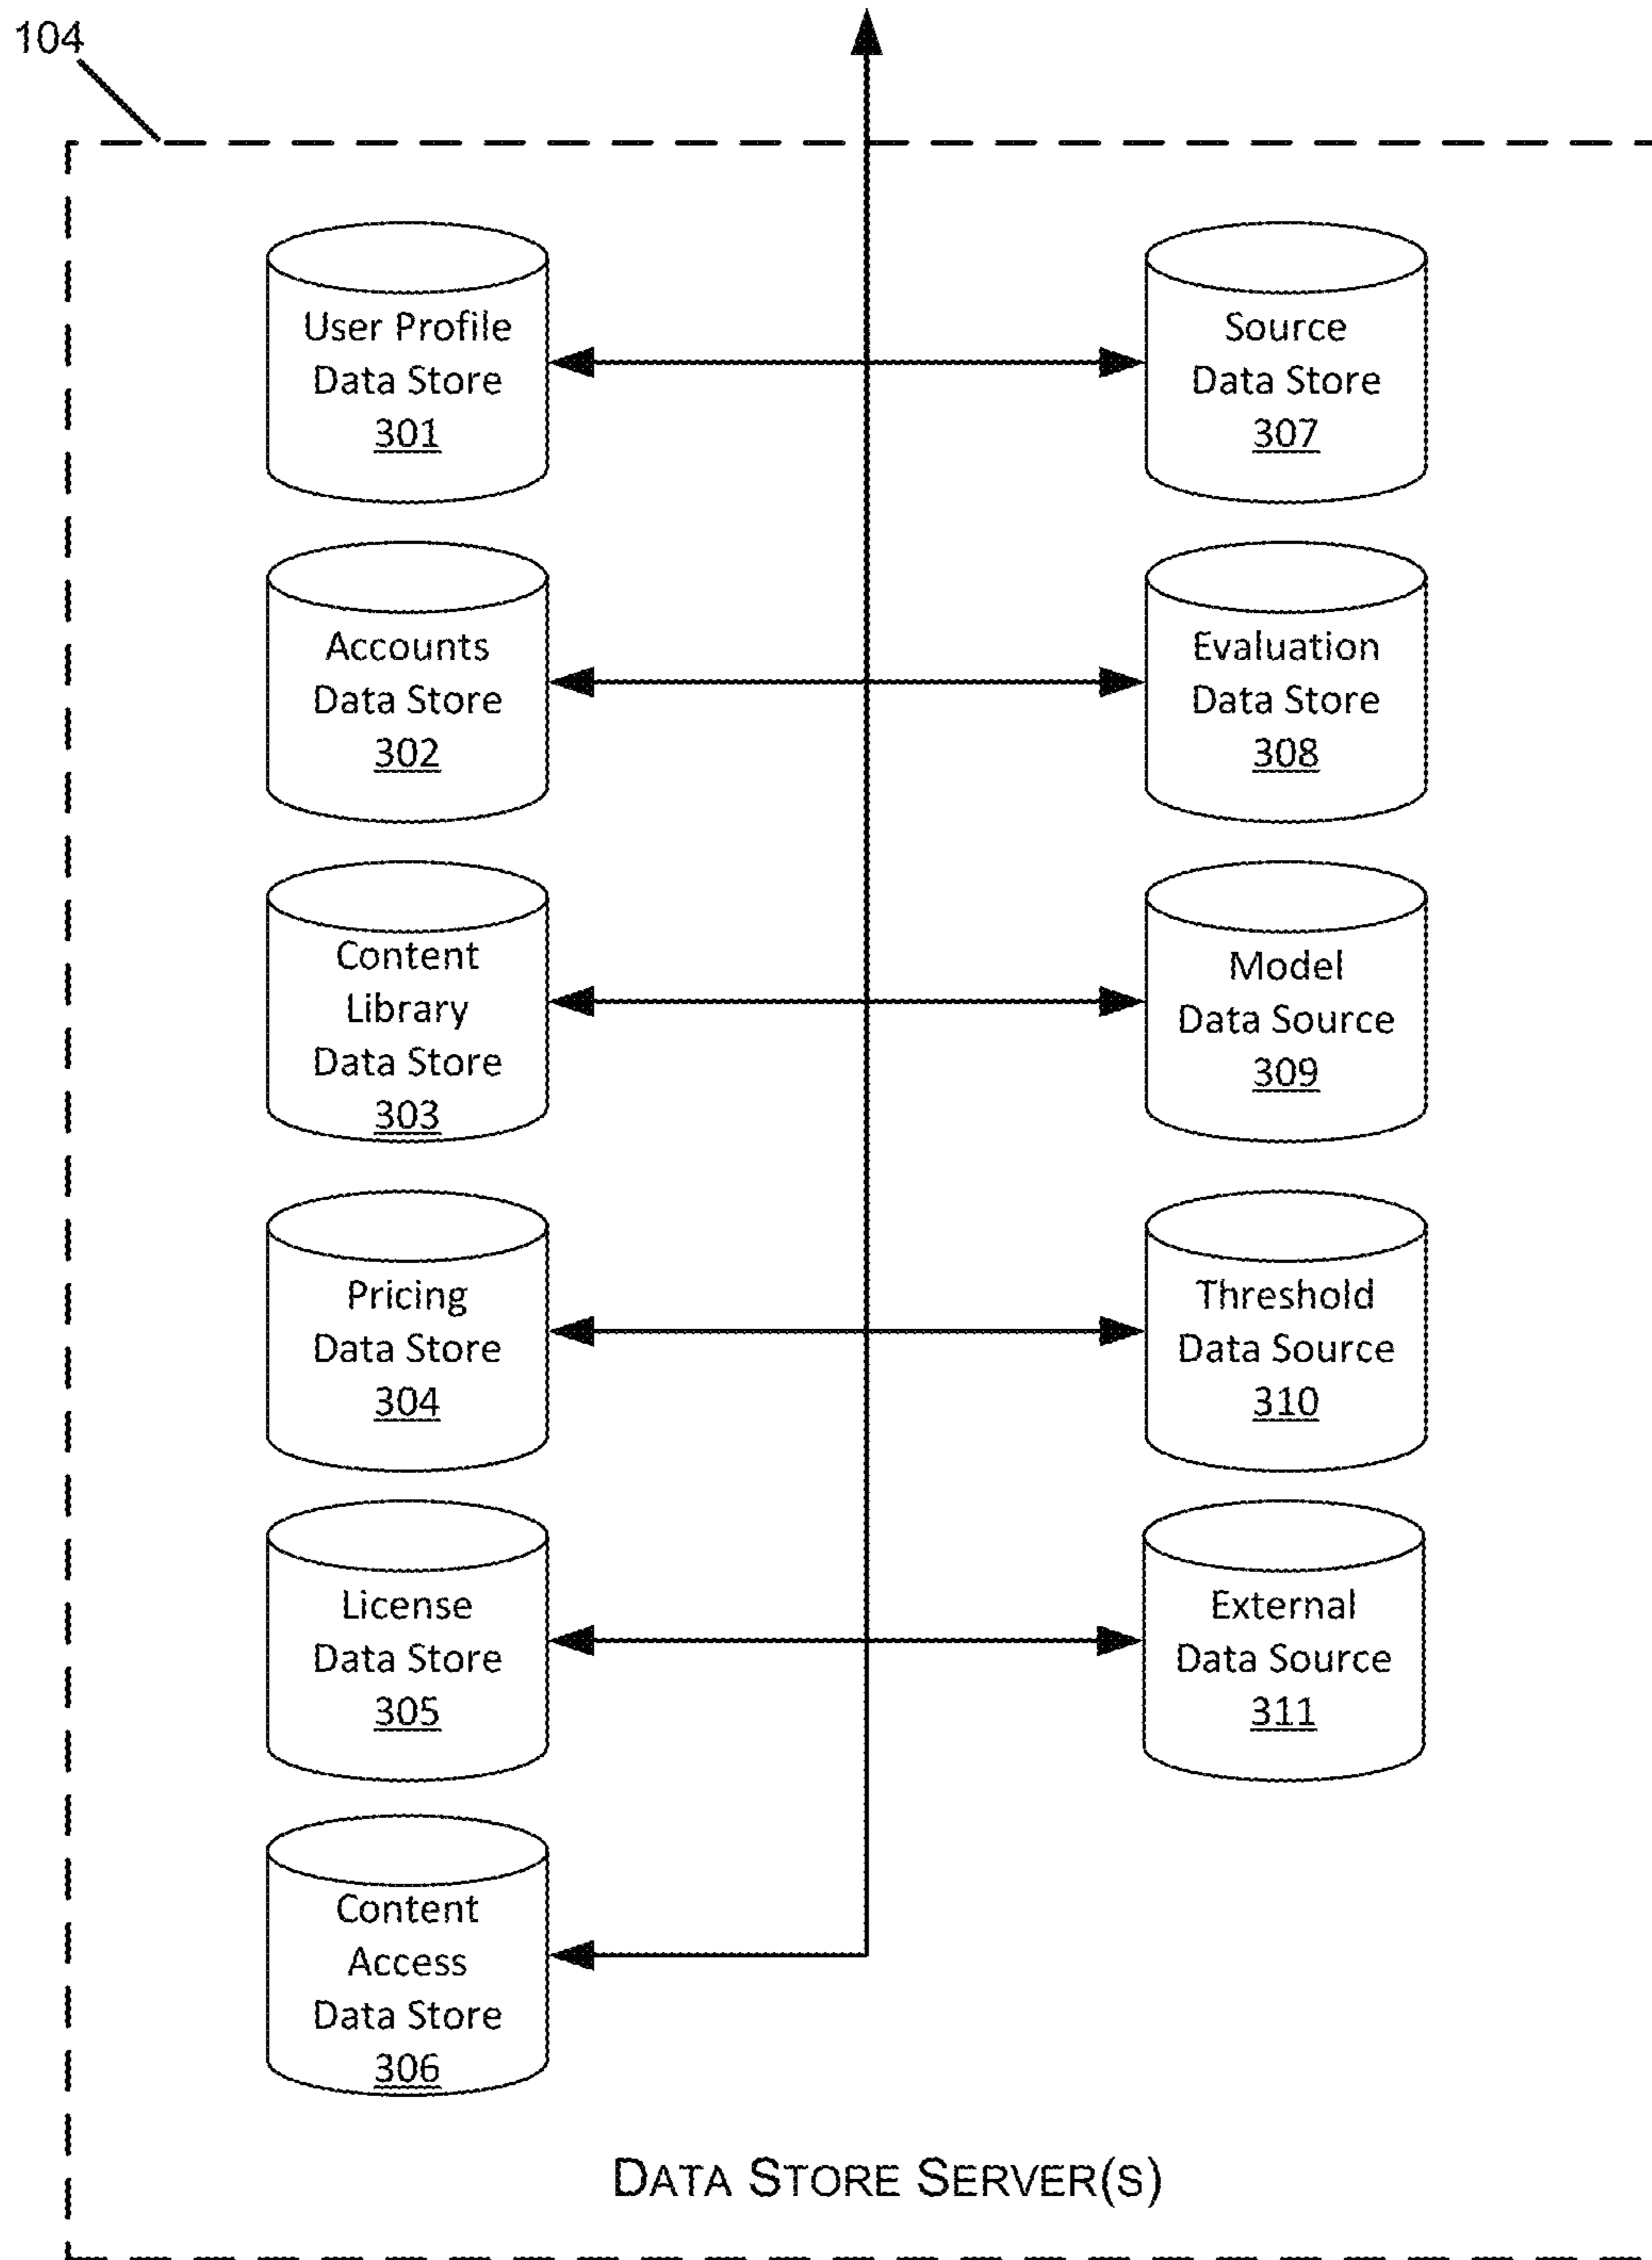 104
User Profile
Data Store
301
Source
Data Store
307
Accounts
Data Store
302
Evaluation
Data Store
308
Content
Library
Data Store
303
Model
Data Source
309
Pricing
Data Store
304
Threshold
Data Source
310
License
Data Store
305
External
Data Source
311
Content
Access
Data Store
306
DATA STORE SERVER(S)